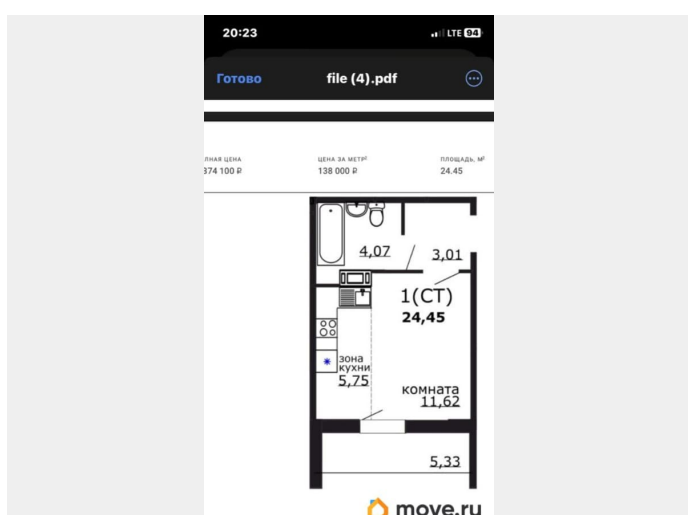 20:23
LTE 94
Готово
file (4).pdf
ЛНАЯ ЦЕНА
ЦЕНА ЗА МЕТР²
ПЛОЩАДЬ, М²
374 100 ₽
138 000 ₽
24.45
4,07
3,01
1(СТ)
24,45
зона
кухни
5,75
комната
11,62
5,33
move.ru